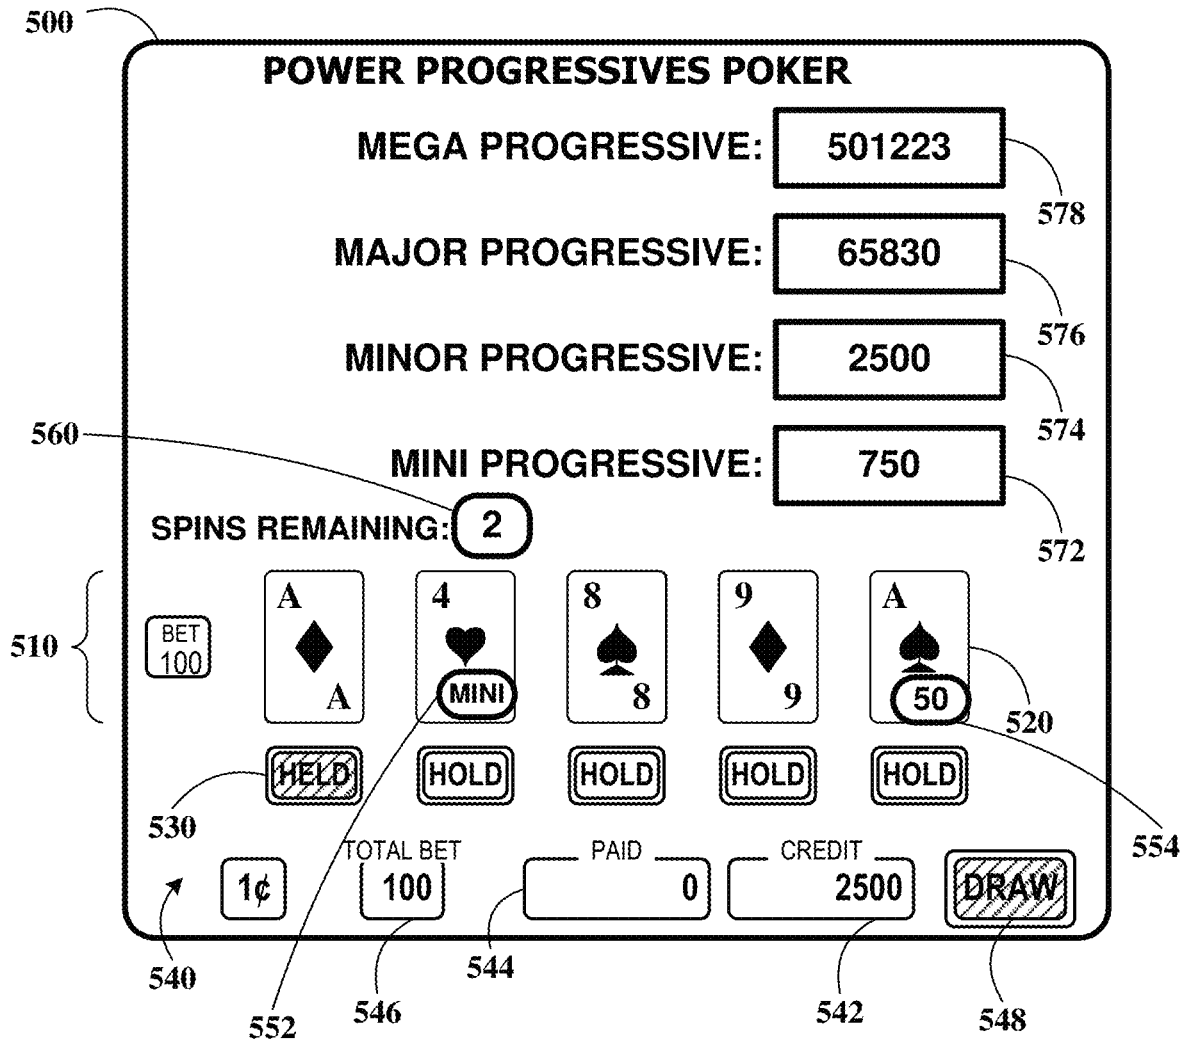 500
POWER PROGRESSIVES POKER
MEGA PROGRESSIVE: 501223
578
MAJOR PROGRESSIVE: 65830
576
MINOR PROGRESSIVE: 2500
574
560
MINI PROGRESSIVE: 750
SPINS REMAINING: 2
572
A 4 8 9 A
510
BET
100
MINI 50
A 8 9
520
HELD HOLD HOLD HOLD HOLD
530
554
TOTAL BET PAID CREDIT
1¢ 100 0 2500 DRAW
540
544
546
552
542
548